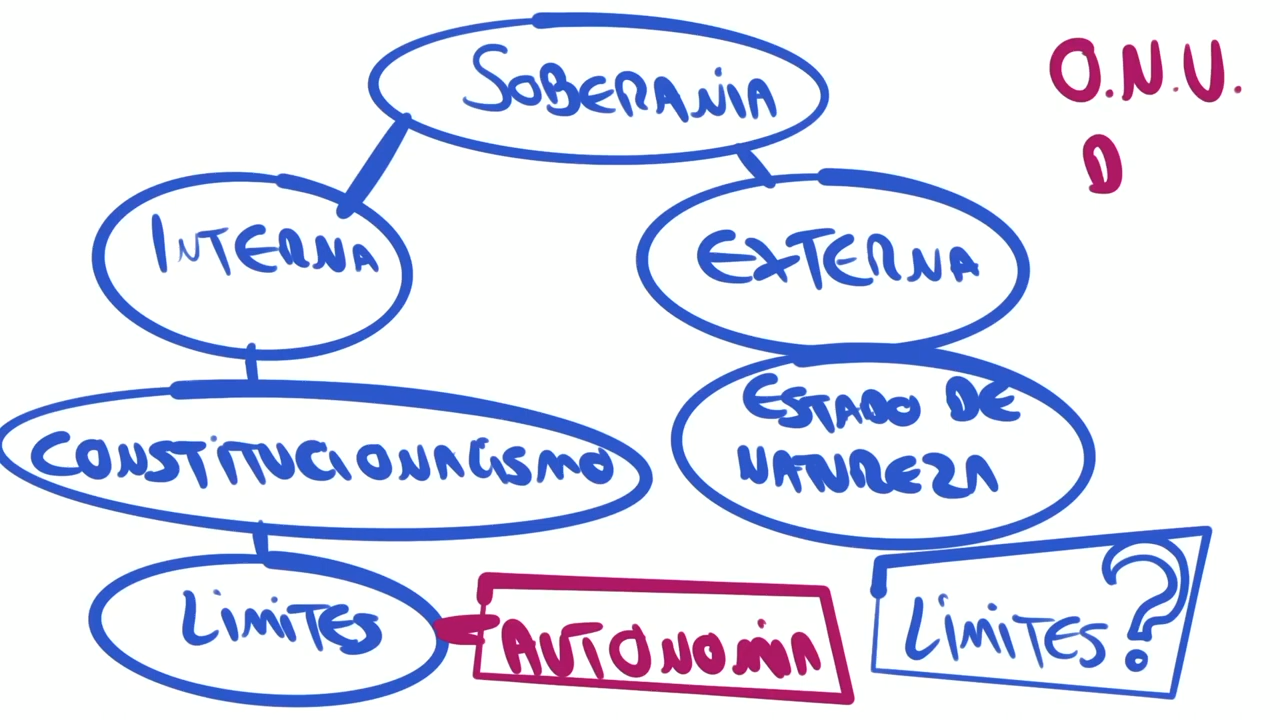 SOBERANIA
O.N.U.
D
INTERNA
EXTERNA
ESTADO DE
NATUREZA
CONSTITUCIONALISMO
LIMITES
AUTONOMIA
LIMITES?